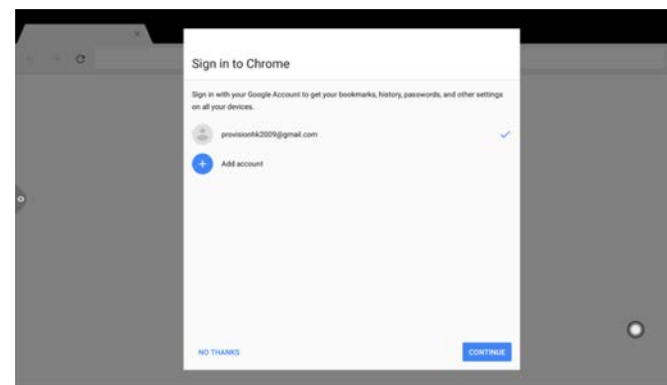 Sign in to Chrome
Sign in with your Google Account to get your bookmarks, history, passwords, and other settings
on all your devices.
provisionhk2009@gmail.com
Add account
NO THANKS
CONTINUE